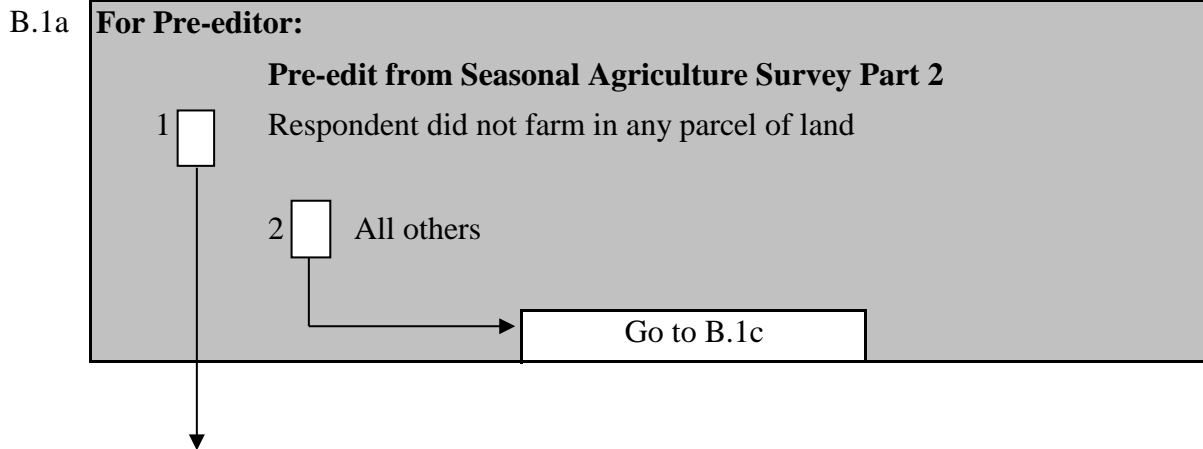 B.1a For Pre-editor:
Pre-edit from Seasonal Agriculture Survey Part 2
1 Respondent did not farm in any parcel of land
2 All others
Go to B.1c